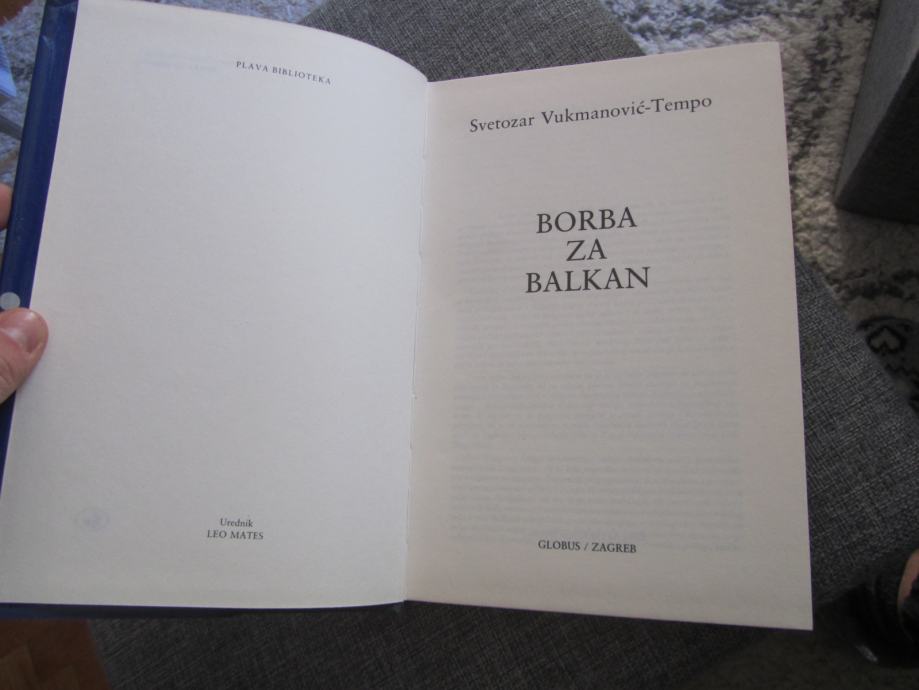 PLAVA BIBLIOTEKA
Urednik
LEO MATES
Svetozar Vukmanović-Tempo
BORBA
ZA
BALKAN
GLOBUS / ZAGREB